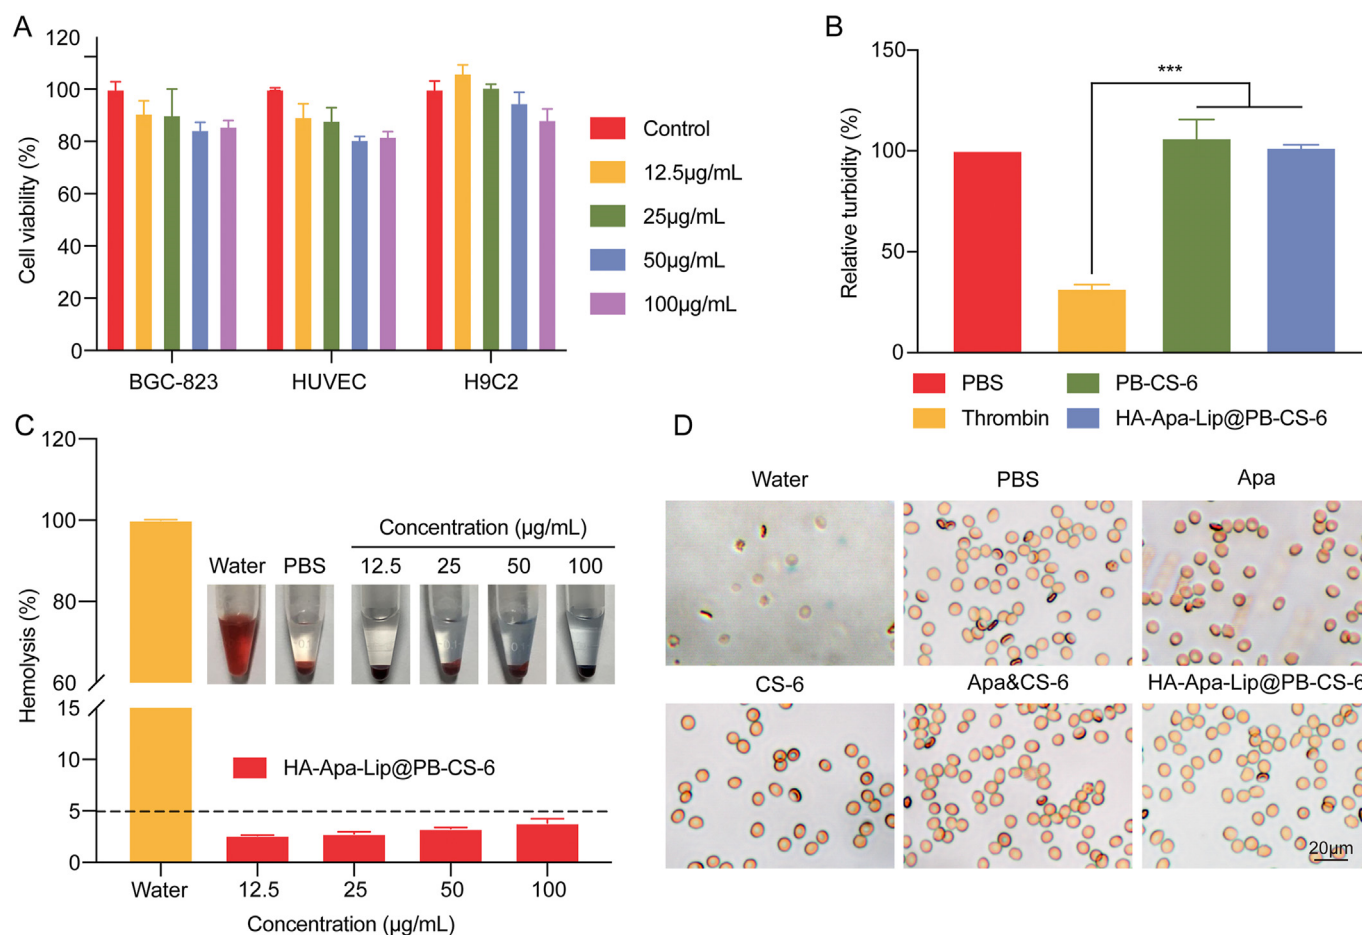 A
120
100
80
60
40
20
0
Cell viability (%)
BGC-823 HUVEC H9C2
Control
12.5μg/mL
25μg/mL
50μg/mL
100μg/mL
B
150
100
50
0
Relative turbidity (%)
***
PBS PB-CS-6
Thrombin HA-Apa-Lip@PB-CS-6
C
120
100
80
60
15
10
5
0
Hemolysis (%)
Concentration (μg/mL)
Water PBS 12.5 25 50 100
HA-Apa-Lip@PB-CS-6
Water 12.5 25 50 100
Concentration (μg/mL)
D
Water PBS Apa
CS-6 Apa&CS-6 HA-Apa-Lip@PB-CS-6
20μm